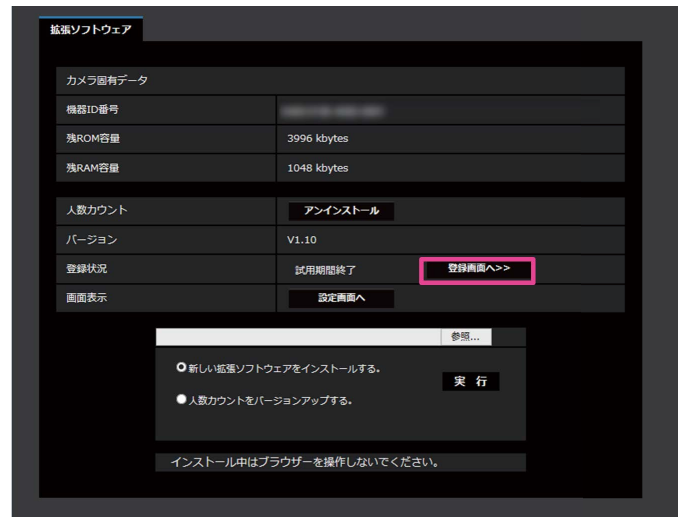 拡張ソフトウェア
カメラ固有データ
機器ID番号
残ROM容量 3996 kbytes
残RAM容量 1048 kbytes
人数カウント アンインストール
バージョン V1.10
登録状況 試用期間終了 登録画面へ>>
画面表示 設定画面へ
参照...
新しい拡張ソフトウェアをインストールする。
実 行
人数カウントをバージョンアップする。
インストール中はブラウザーを操作しないでください。